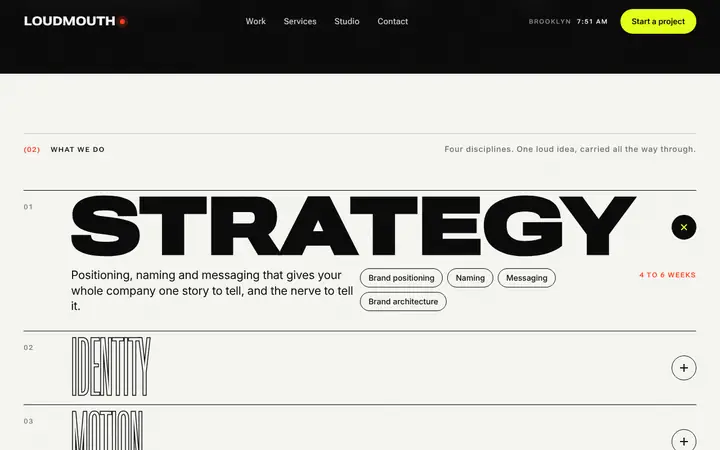 LOUDMOUTH
Work Services Studio Contact
BROOKLYN 7:51 AM
Start a project
(02) WHAT WE DO
Four disciplines. One loud idea, carried all the way through.
01
STRATEGY
Positioning, naming and messaging that gives your
whole company one story to tell, and the nerve to tell
it.
Brand positioning Naming Messaging
Brand architecture
4 TO 6 WEEKS
02
IDENTITY
03
MOTION